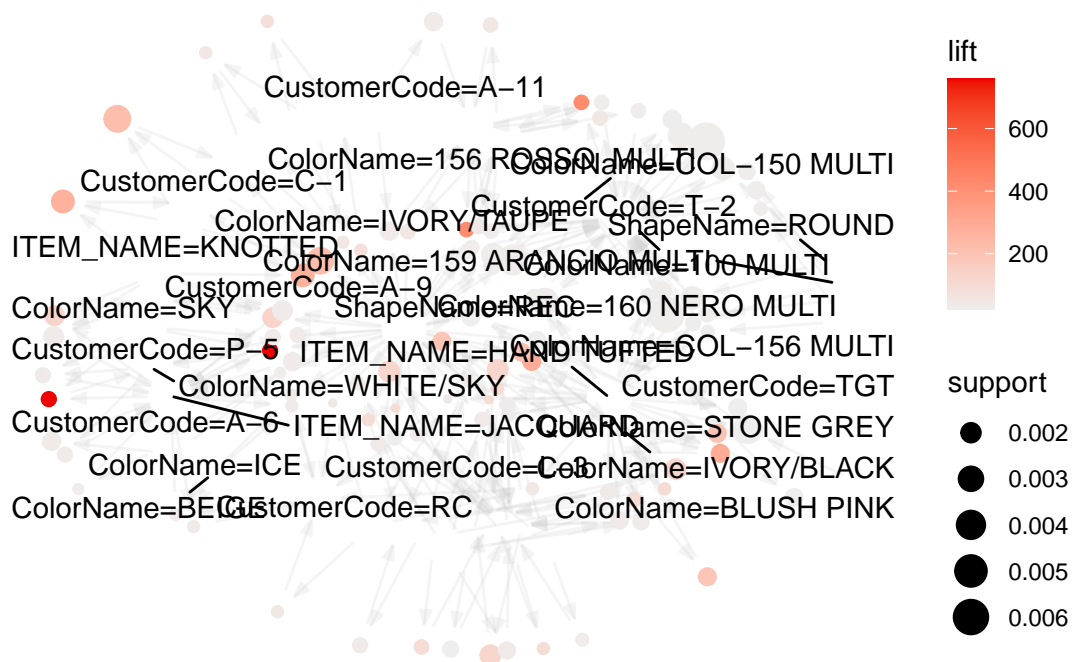 CustomerCode=A−11
ColorName=156 ROSSO MULTI
ColorName=COL−150 MULTI
CustomerCode=C−1
CustomerCode=T−2
ColorName=IVORY/TAUPE
ShapeName=ROUND
ITEM_NAME=KNOTTED
ColorName=159 ARANCIO MULTI
ColorName=100 MULTI
CustomerCode=A−9
ColorName=SKY
ShapeName=REC
ColorName=160 NERO MULTI
CustomerCode=P−5
ITEM_NAME=HAND TUFTED
ColorName=COL−156 MULTI
ColorName=WHITE/SKY
CustomerCode=TGT
CustomerCode=A−6
ITEM_NAME=JACQUARD
ColorName=STONE GREY
ColorName=ICE
CustomerCode=L−3
ColorName=IVORY/BLACK
ColorName=BEIGE
CustomerCode=RC
ColorName=BLUSH PINK
lift
600
400
200
support
0.002
0.003
0.004
0.005
0.006